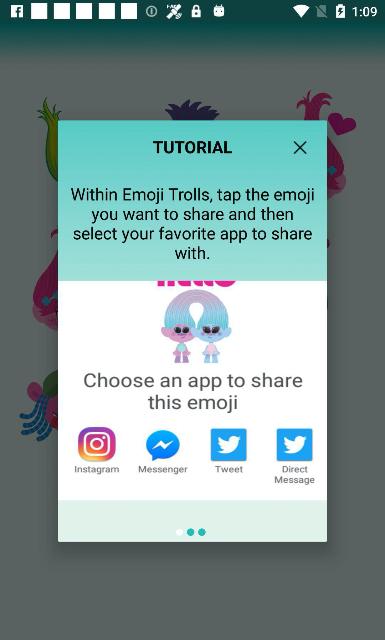 1:09
TUTORIAL
Within Emoji Trolls, tap the emoji
you want to share and then
select your favorite app to share
with.
Choose an app to share
this emoji
Instagram
Messenger
Tweet
Direct
Message